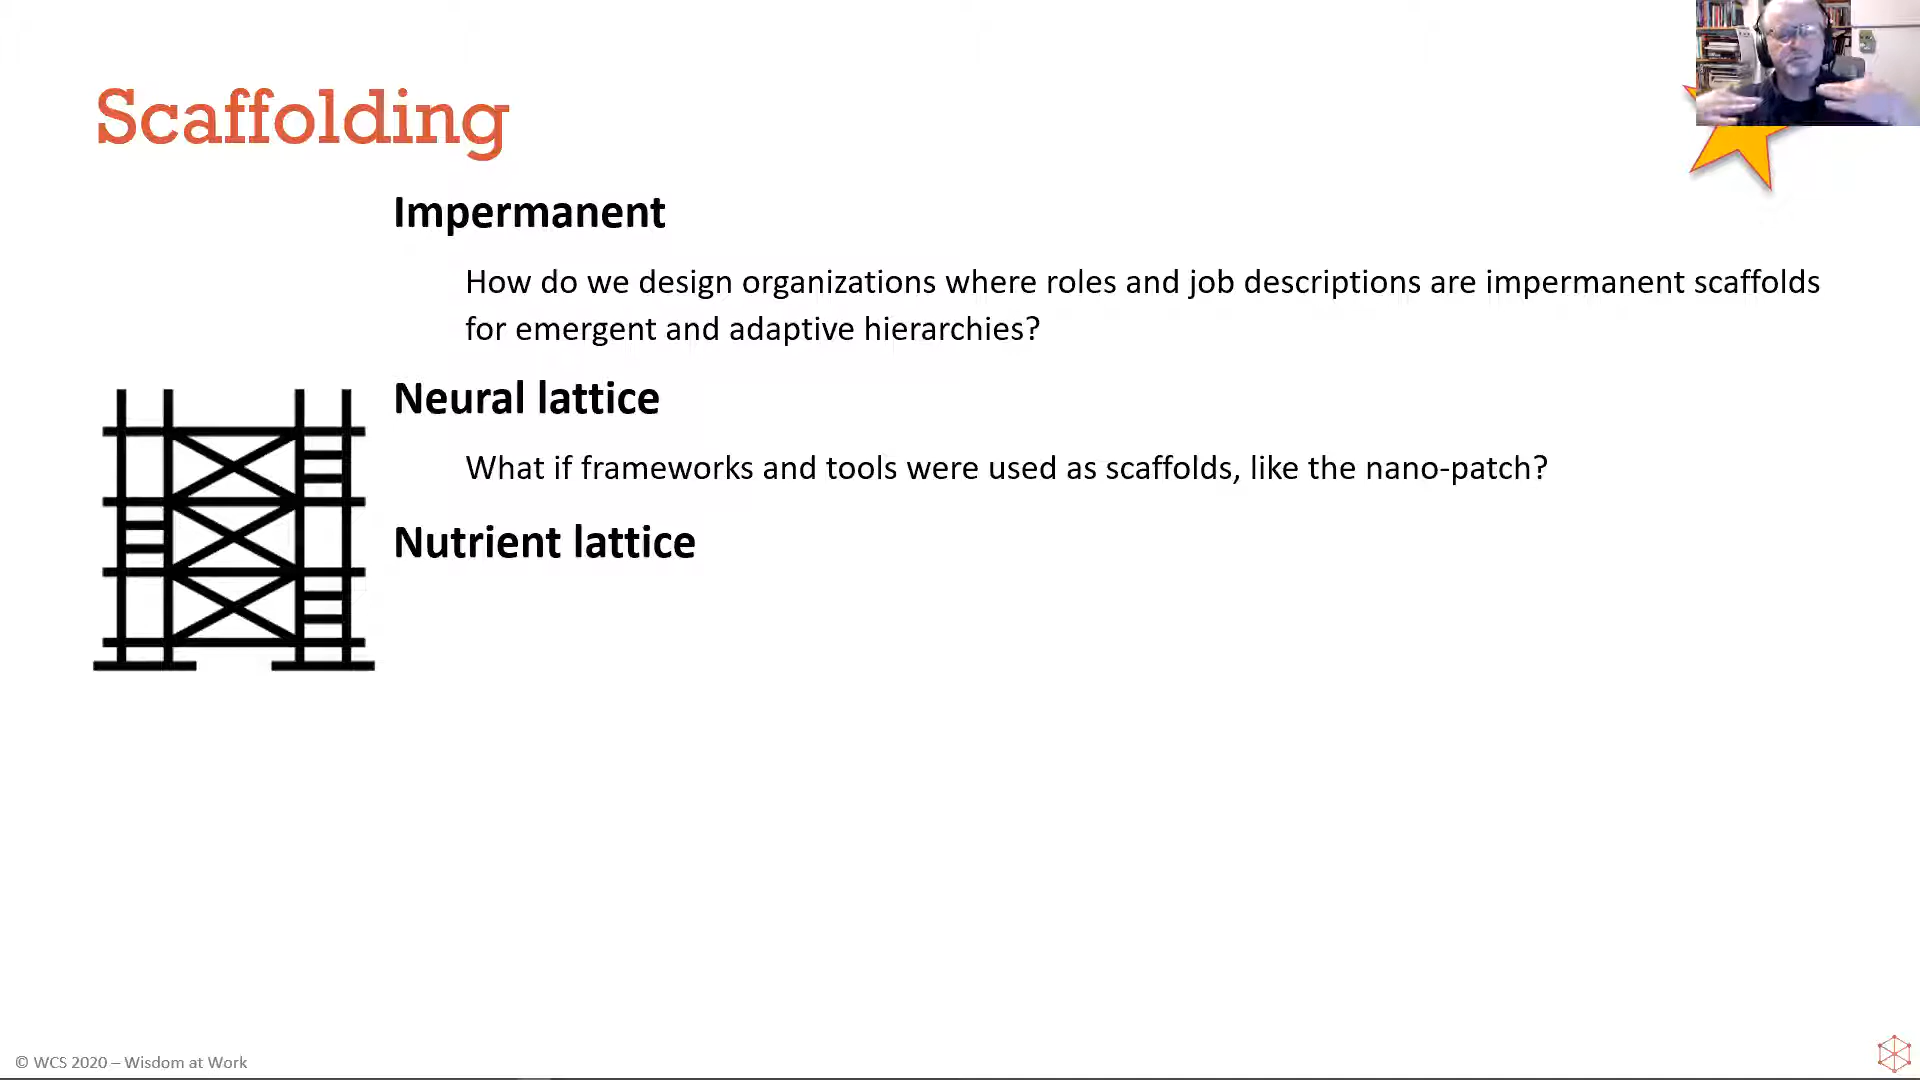 Scaffolding
Impermanent
How do we design organizations where roles and job descriptions are impermanent scaffolds
for emergent and adaptive hierarchies?
Neural lattice
What if frameworks and tools were used as scaffolds, like the nano-patch?
Nutrient lattice
© WCS 2020 – Wisdom at Work